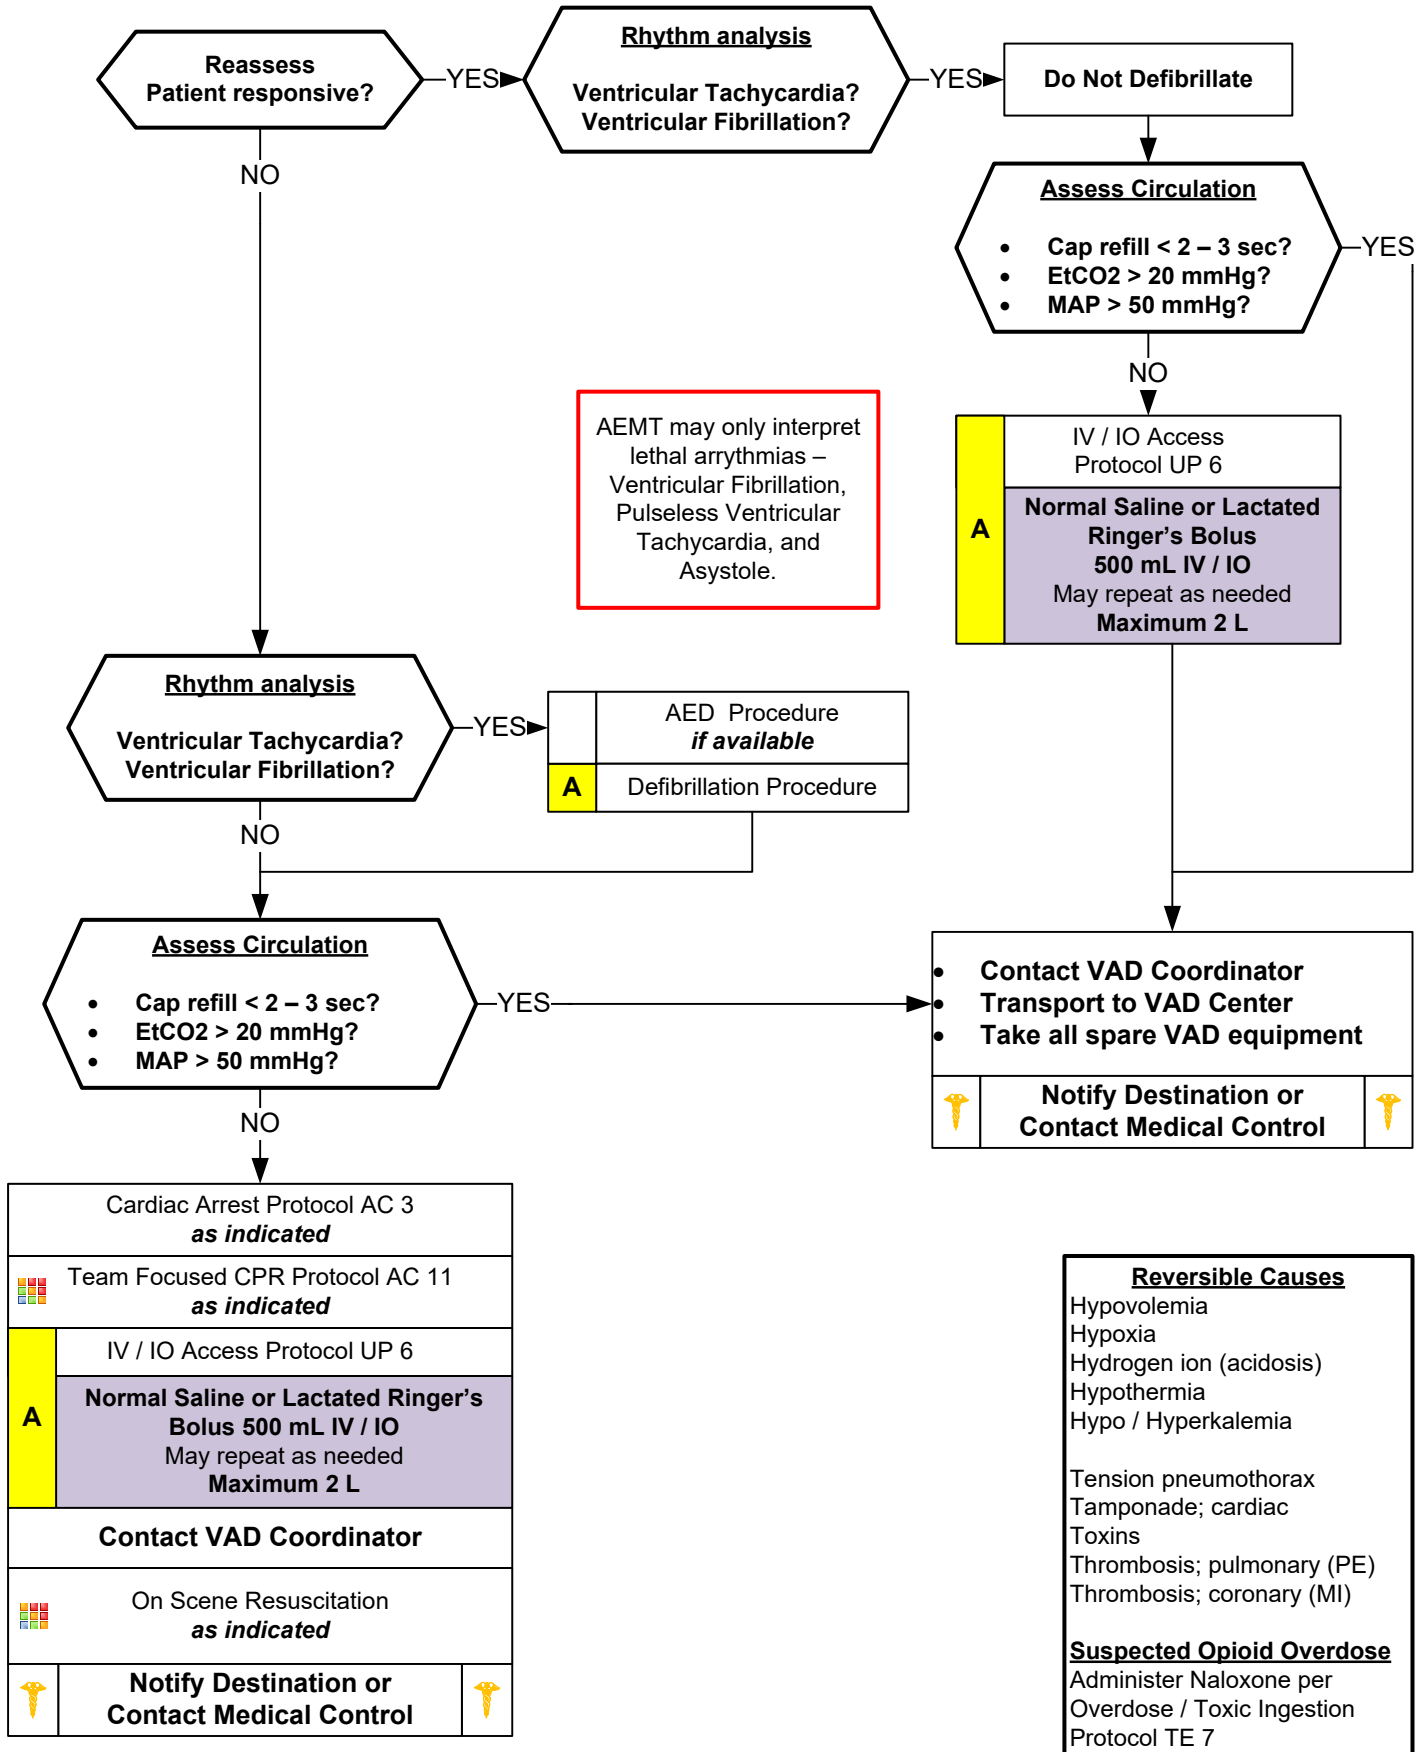 Reassess
Patient responsive?
YES
Rhythm analysis
Ventricular Tachycardia?
Ventricular Fibrillation?
YES
Do Not Defibrillate
NO
Assess Circulation
• Cap refill < 2 – 3 sec?
• EtCO2 > 20 mmHg?
• MAP > 50 mmHg?
YES
NO
AEMT may only interpret
lethal arrythmias –
Ventricular Fibrillation,
Pulseless Ventricular
Tachycardia, and
Asystole.
A
IV / IO Access
Protocol UP 6
Normal Saline or Lactated
Ringer’s Bolus
500 mL IV / IO
May repeat as needed
Maximum 2 L
Rhythm analysis
Ventricular Tachycardia?
Ventricular Fibrillation?
YES
AED Procedure
if available
A
Defibrillation Procedure
NO
Assess Circulation
• Cap refill < 2 – 3 sec?
• EtCO2 > 20 mmHg?
• MAP > 50 mmHg?
YES
• Contact VAD Coordinator
• Transport to VAD Center
• Take all spare VAD equipment
Notify Destination or
Contact Medical Control
NO
Cardiac Arrest Protocol AC 3
as indicated
Team Focused CPR Protocol AC 11
as indicated
A
IV / IO Access Protocol UP 6
Normal Saline or Lactated Ringer’s
Bolus 500 mL IV / IO
May repeat as needed
Maximum 2 L
Contact VAD Coordinator
On Scene Resuscitation
as indicated
Notify Destination or
Contact Medical Control
Reversible Causes
Hypovolemia
Hypoxia
Hydrogen ion (acidosis)
Hypothermia
Hypo / Hyperkalemia
Tension pneumothorax
Tamponade; cardiac
Toxins
Thrombosis; pulmonary (PE)
Thrombosis; coronary (MI)
Suspected Opioid Overdose
Administer Naloxone per
Overdose / Toxic Ingestion
Protocol TE 7